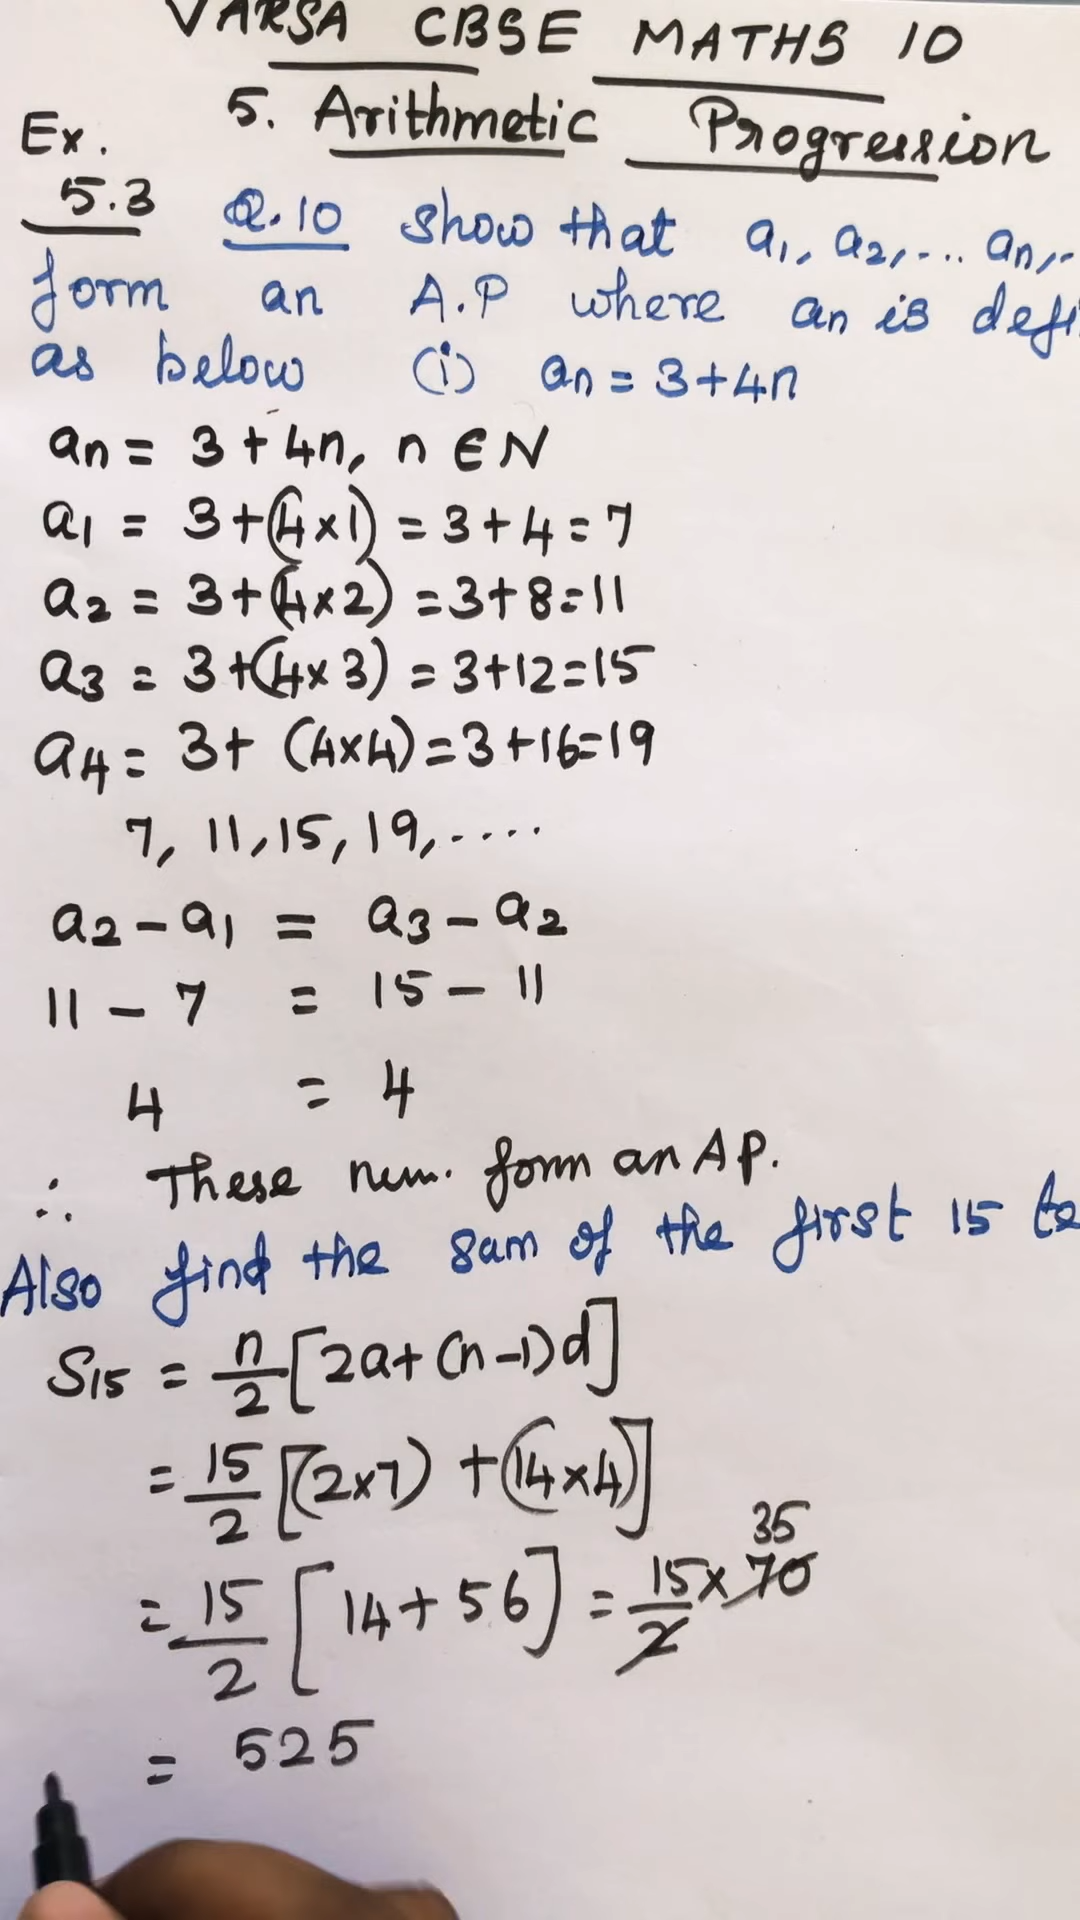 VARSA CBSE MATHS 10
5. Arithmetic Progression
Ex. 5.3
Q.10 show that a1, a2, ... an,..
form an A.P where an is defi
as below (i) an = 3+4n
an = 3+4n, n ∈ N
a1 = 3+(4×1) = 3+4=7
a2 = 3+(4×2) =3+8=11
a3 = 3+(4×3) = 3+12=15
a4 = 3+ (4×4)=3+16=19
7, 11, 15, 19, ....
a2 - a1 = a3 - a2
11 - 7 = 15 - 11
4 = 4
∴ These num. form an AP.
Also find the sum of the first 15 te
S15 = n/2 [2a+(n-1)d]
= 15/2 [(2×7) + (14×4)]
= 15/2 [14+56] = 15/2 × 70 35
= 525